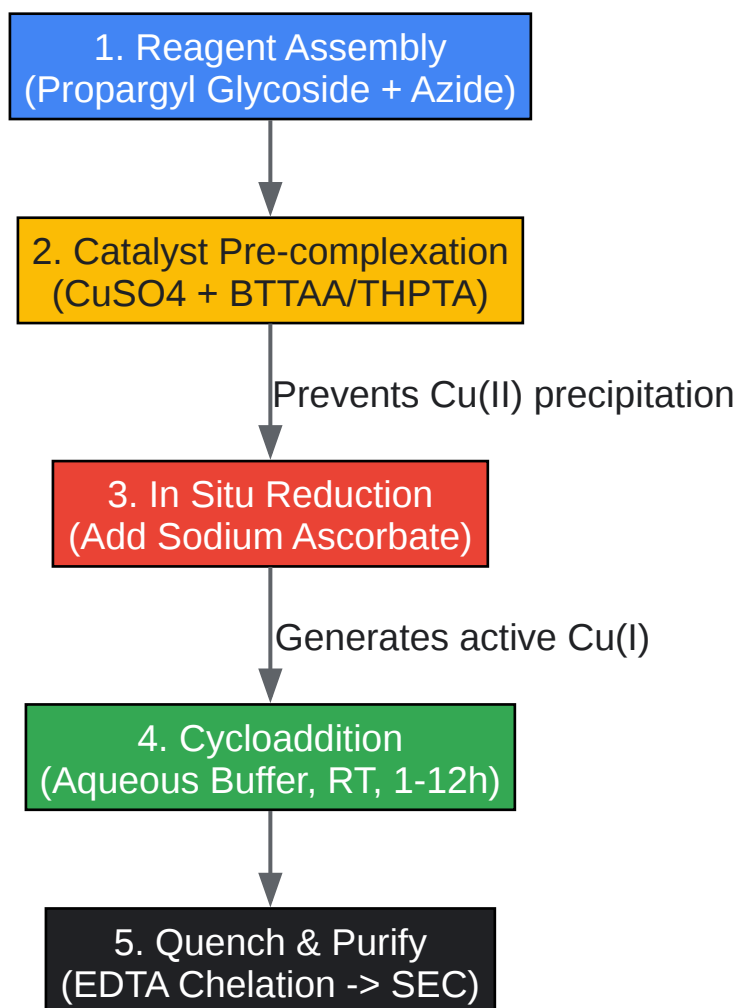 1. Reagent Assembly
(Propargyl Glycoside + Azide)
2. Catalyst Pre-complexation
(CuSO4 + BTTAA/THPTA)
Prevents Cu(II) precipitation
3. In Situ Reduction
(Add Sodium Ascorbate)
Generates active Cu(I)
4. Cycloaddition
(Aqueous Buffer, RT, 1-12h)
5. Quench & Purify
(EDTA Chelation -> SEC)